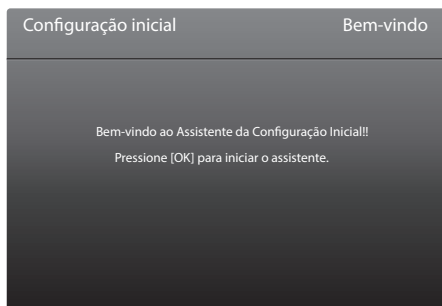 Configuração inicial Bem-vindo
Bem-vindo ao Assistente da Configuração Inicial!!
Pressione [OK] para iniciar o assistente.